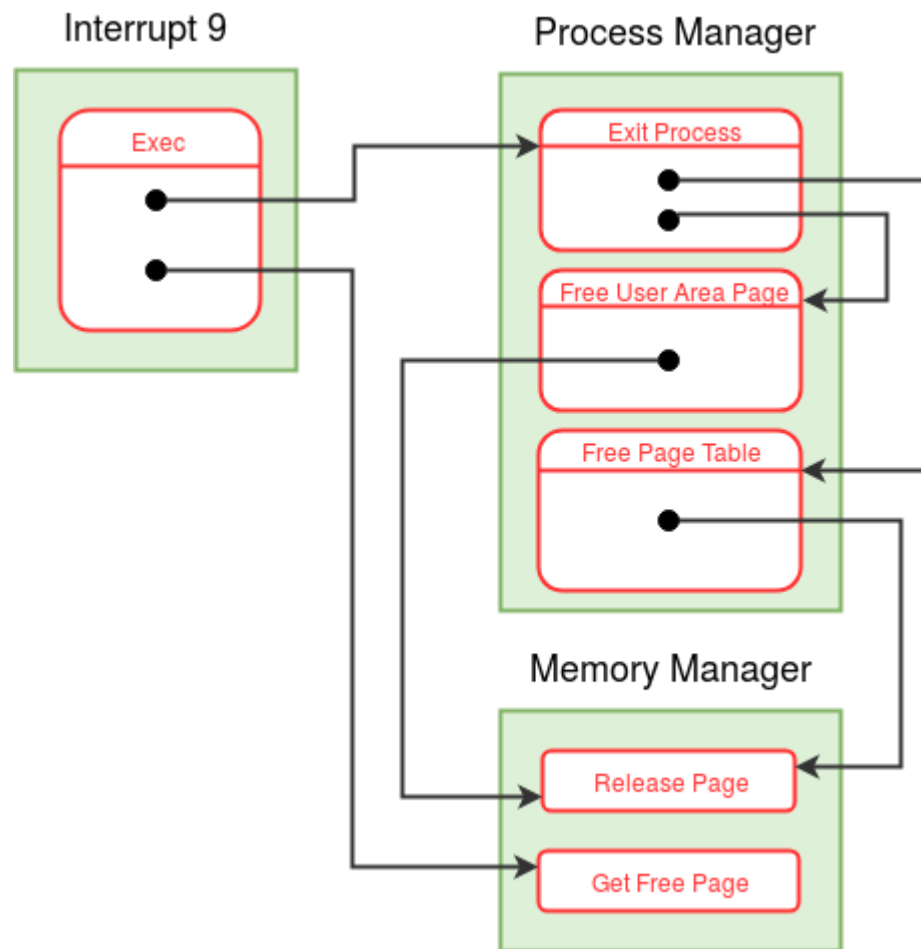 Interrupt 9
Process Manager
Exec
Exit Process
Free User Area Page
Free Page Table
Memory Manager
Release Page
Get Free Page